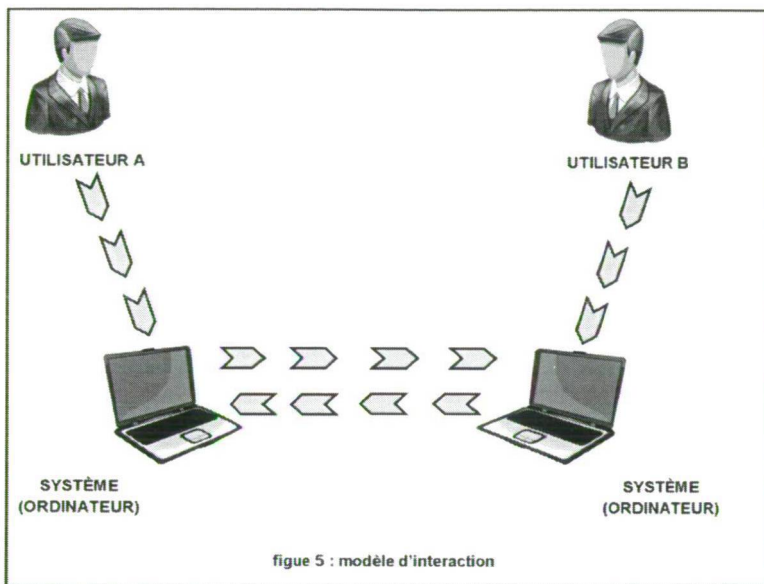 UTILISATEUR A
UTILISATEUR B
SYSTÈME
(ORDINATEUR)
SYSTÈME
(ORDINATEUR)
figue 5 : modèle d'interaction